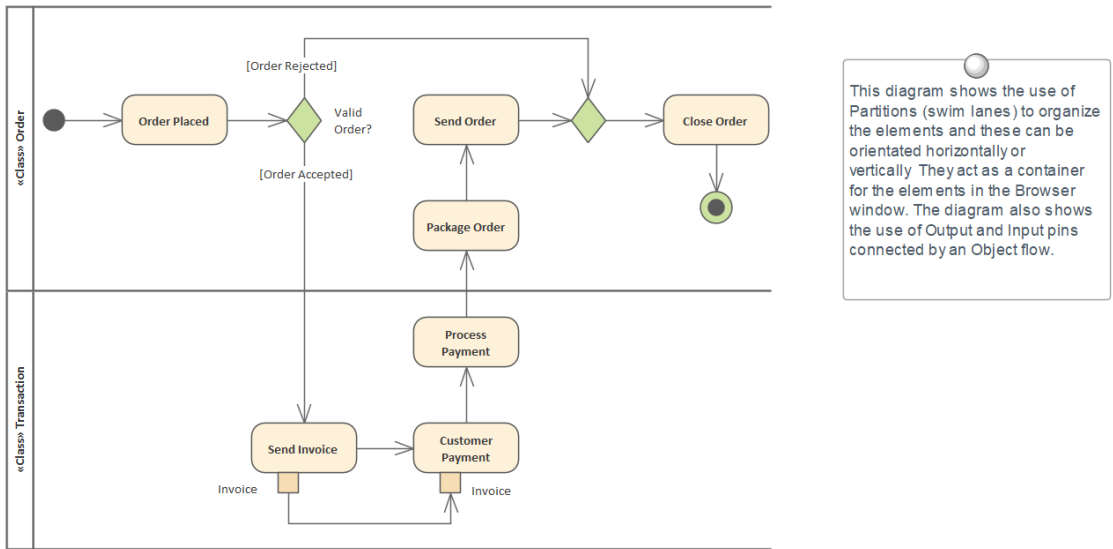 «Class» Order
[Order Rejected]
Order Placed
Valid
Order?
Send Order
Close Order
[Order Accepted]
Package Order
«Class» Transaction
Process
Payment
Send Invoice
Customer
Payment
Invoice
Invoice
This diagram shows the use of
Partitions (swim lanes) to organize
the elements and these can be
orientated horizontally or
vertically They act as a container
for the elements in the Browser
window. The diagram also shows
the use of Output and Input pins
connected by an Object flow.